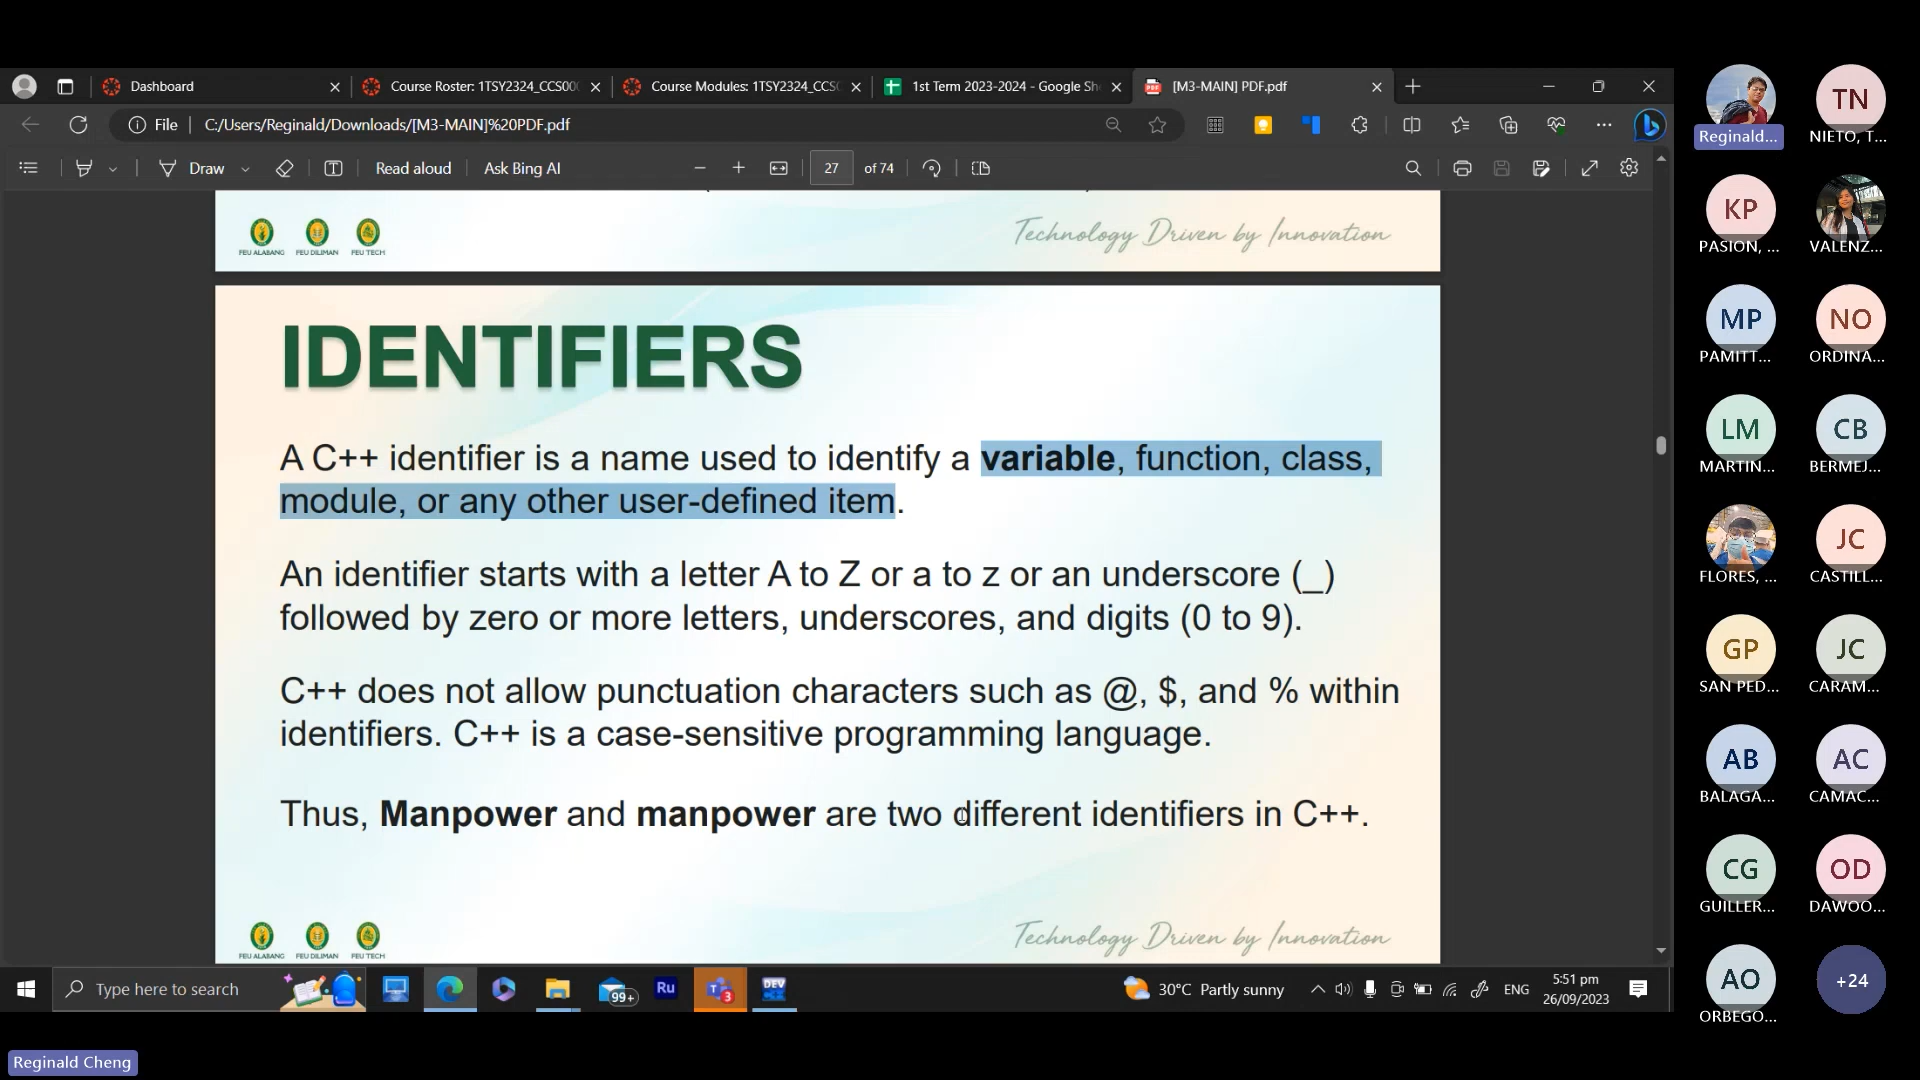 Dashboard
Course Roster: 1TSY2324_CCS00
Course Modules: 1TSY2324_CCS
1st Term 2023-2024 - Google She
[M3-MAIN] PDF.pdf
File
C:/Users/Reginald/Downloads/[M3-MAIN]%20PDF.pdf
Draw
Read aloud
Ask Bing AI
27
of 74
FEU ALABANG
FEU DILIMAN
FEU TECH
Technology Driven by Innovation
IDENTIFIERS
A C++ identifier is a name used to identify a variable, function, class,
module, or any other user-defined item.
An identifier starts with a letter A to Z or a to z or an underscore (_)
followed by zero or more letters, underscores, and digits (0 to 9).
C++ does not allow punctuation characters such as @, $, and % within
identifiers. C++ is a case-sensitive programming language.
Thus, Manpower and manpower are two different identifiers in C++.
FEU ALABANG
FEU DILIMAN
FEU TECH
Technology Driven by Innovation
Type here to search
99+
Ru
T
3
DEV
30°C Partly sunny
ENG
5:51 pm
26/09/2023
Reginald Cheng
Reginald...
TN
NIETO, T...
KP
PASION, ...
VALENZ...
MP
PAMITT...
NO
ORDINA...
LM
MARTIN...
CB
BERMEJ...
FLORES, ...
JC
CASTILL...
GP
SAN PED...
JC
CARAM...
AB
BALAGA...
AC
CAMAC...
CG
GUILLER...
OD
DAWOO...
AO
ORBEGO...
+24